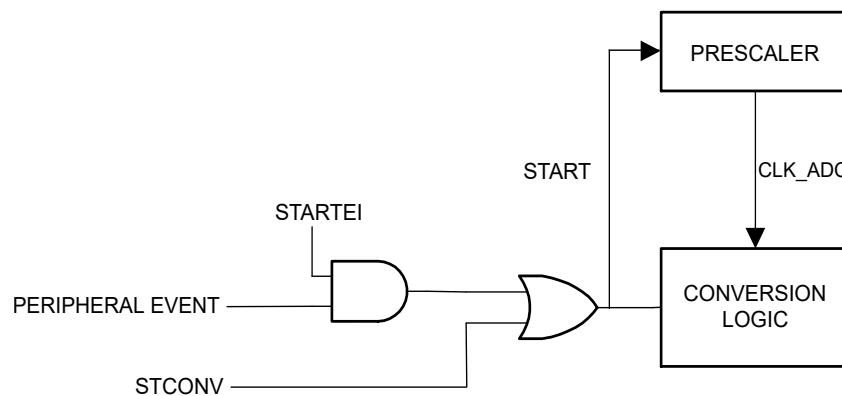 PRESCALER
START
CLK_ADC
STARTEI
PERIPHERAL EVENT
CONVERSION
LOGIC
STCONV